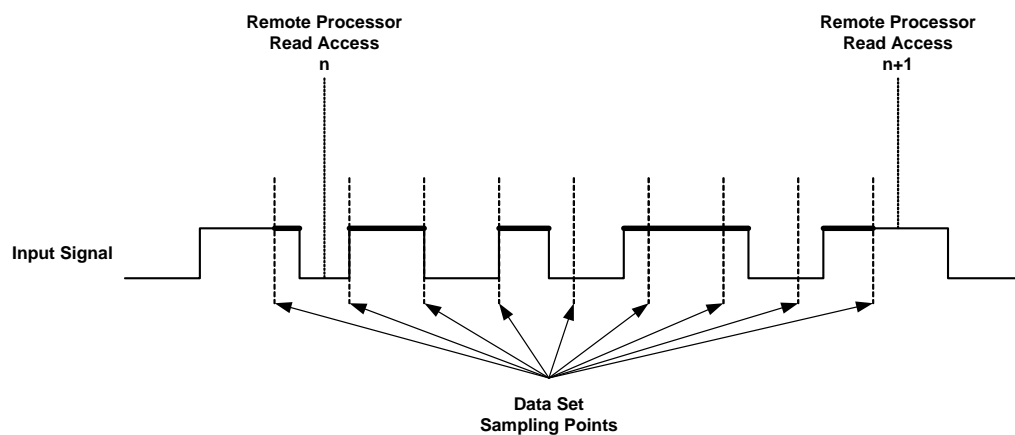 Remote Processor
Read Access
n
Remote Processor
Read Access
n+1
Input Signal
Data Set
Sampling Points